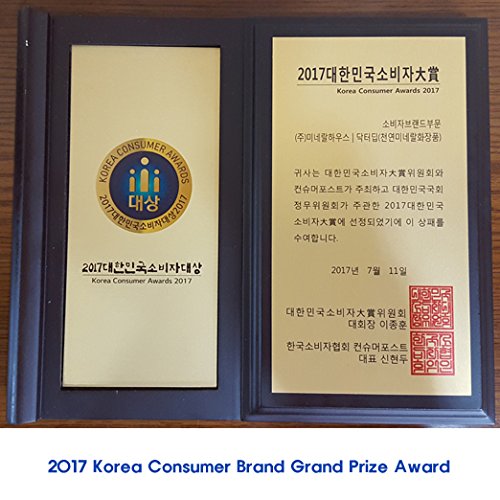 KOREA CONSUMER AWARDS
대상
2017대한민국소비자대상2017
2017대한민국소비자대상
Korea Consumer Awards 2017
2017대한민국소비자大賞
Korea Consumer Awards 2017
소비자브랜드부문
(주)미네랄하우스 | 닥터딥(천연미네랄화장품)
귀사는 대한민국소비자大賞위원회와
컨슈머포스트가 주최하고 대한민국국회
정무위원회가 주관한 2017대한민국
소비자大賞에 선정되었기에 이 상패를
수여합니다.
2017년 7월 11일
대한민국소비자大賞위원회
대회장 이종훈
한국소비자협회 컨슈머포스트
대표 신현두
2017 Korea Consumer Brand Grand Prize Award